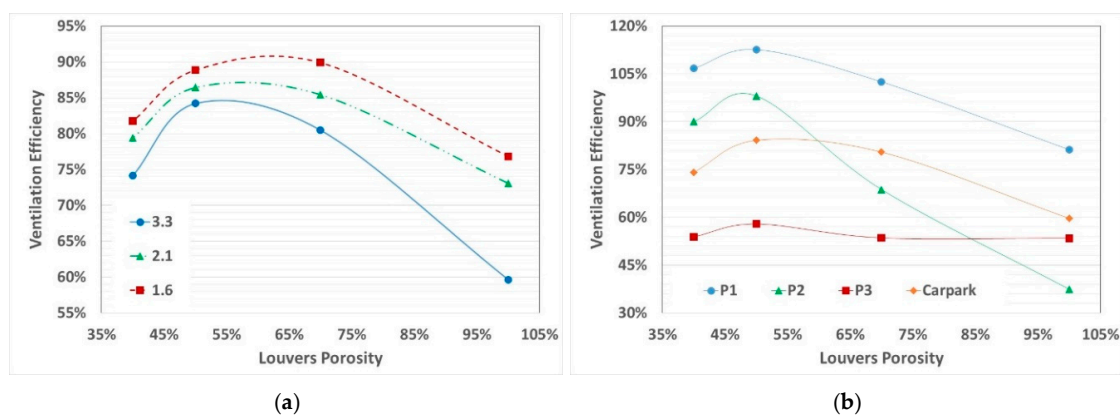 95%
90%
85%
80%
75%
70%
65%
60%
55%
Ventilation Efficiency
3.3
2.1
1.6
35% 45% 55% 65% 75% 85% 95% 105%
Louvers Porosity
(a)
120%
105%
90%
75%
60%
45%
30%
Ventilation Efficiency
P1 P2 P3 Carpark
35% 45% 55% 65% 75% 85% 95% 105%
Louvers Porosity
(b)